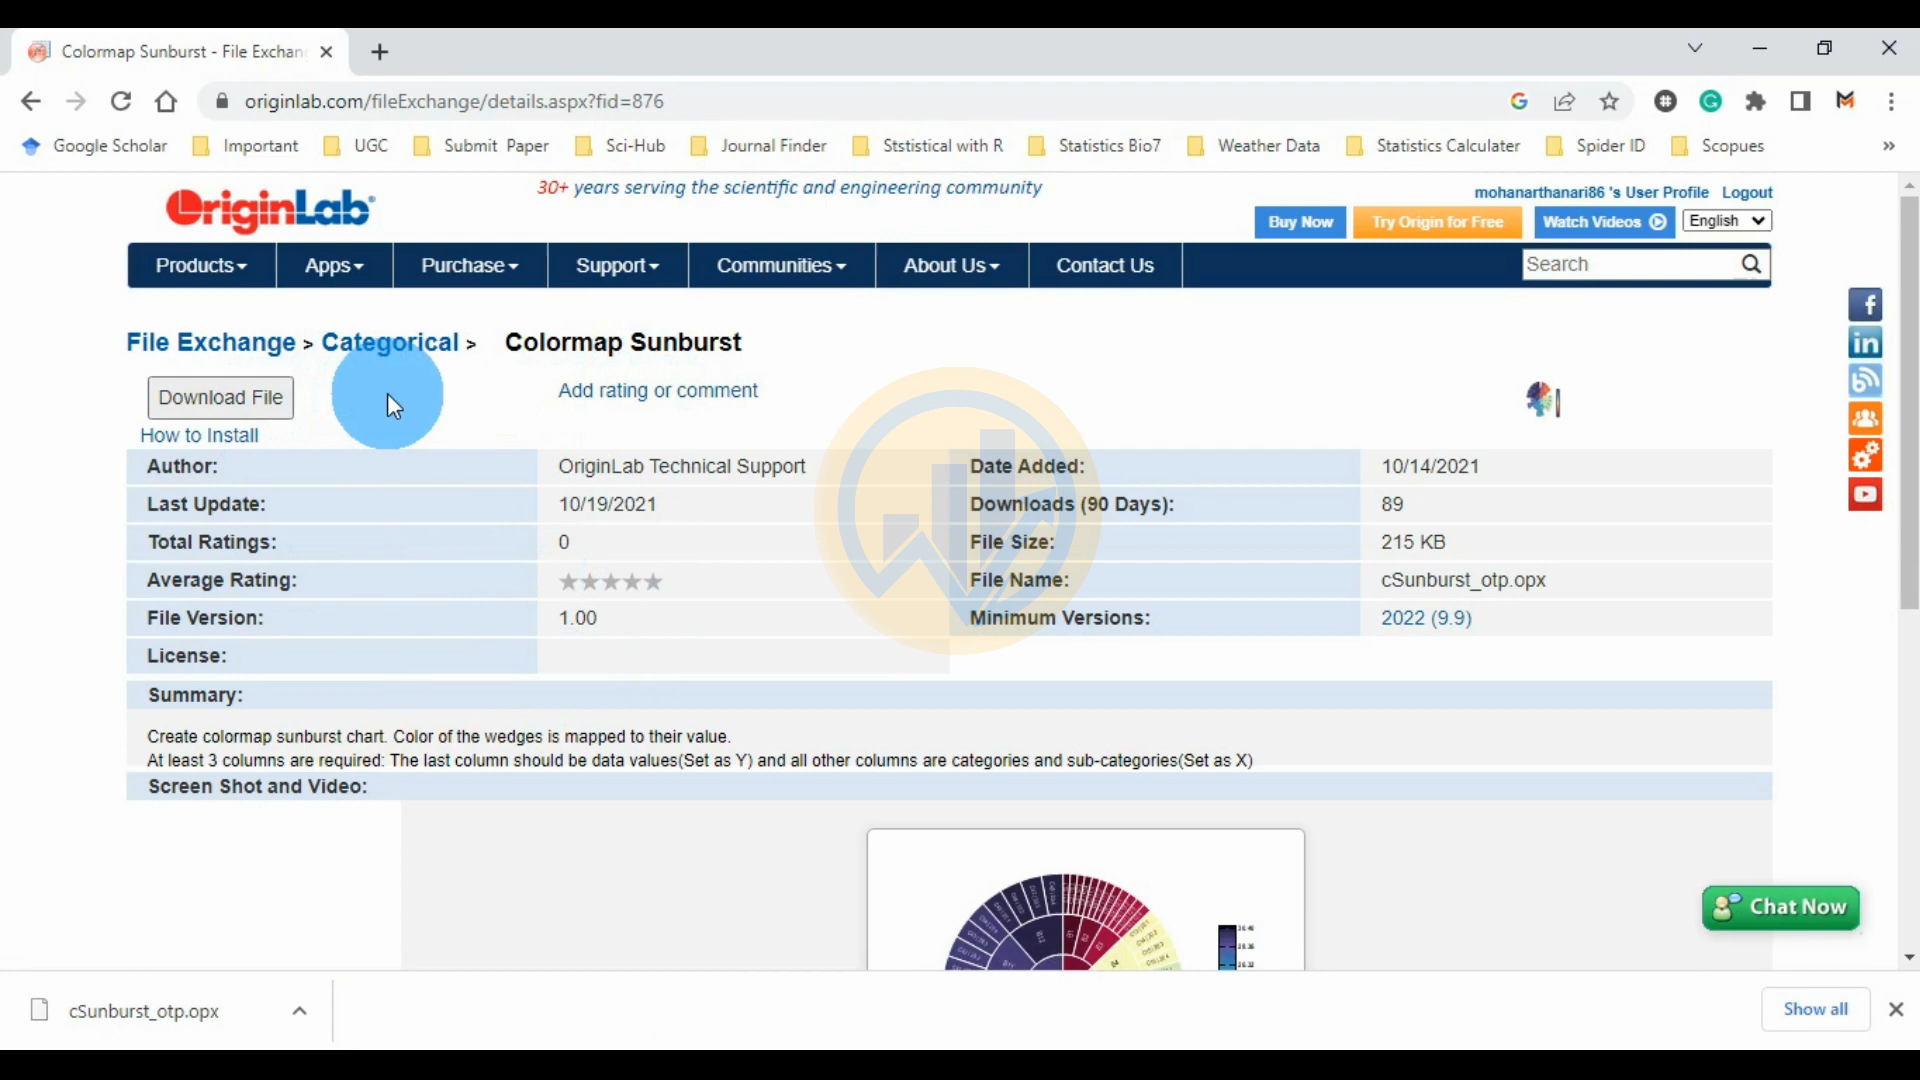 Colormap Sunburst - File Exchan
originlab.com/fileExchange/details.aspx?fid=876
Google Scholar Important UGC Submit Paper Sci-Hub Journal Finder Ststistical with R Statistics Bio7 Weather Data Statistics Calculater Spider ID Scopues »
OriginLab
30+ years serving the scientific and engineering community
mohanarthanari86 's User Profile Logout
Buy Now Try Origin for Free Watch Videos English
Products Apps Purchase Support Communities About Us Contact Us Search
File Exchange > Categorical > Colormap Sunburst
Download File Add rating or comment
How to Install
Author: OriginLab Technical Support Date Added: 10/14/2021
Last Update: 10/19/2021 Downloads (90 Days): 89
Total Ratings: 0 File Size: 215 KB
Average Rating: File Name: cSunburst_otp.opx
File Version: 1.00 Minimum Versions: 2022 (9.9)
License:
Summary:
Create colormap sunburst chart. Color of the wedges is mapped to their value.
At least 3 columns are required: The last column should be data values(Set as Y) and all other columns are categories and sub-categories(Set as X)
Screen Shot and Video:
Chat Now
cSunburst_otp.opx Show all